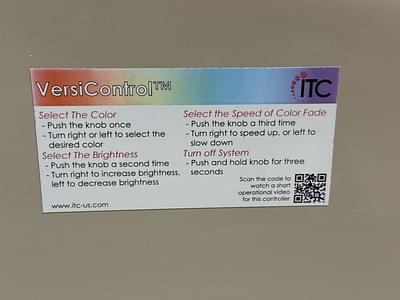 VersiControl™
ITC
Select The Color
- Push the knob once
- Turn right or left to select the
desired color
Select The Brightness
- Push the knob a second time
- Turn right to increase brightness,
left to decrease brightness
www.itc-us.com
Select the Speed of Color Fade
- Push the knob a third time
- Turn right to speed up, or left to
slow down
Turn off System
- Push and hold knob for three
seconds
Scan the code to
watch a short
operational video
for this controller